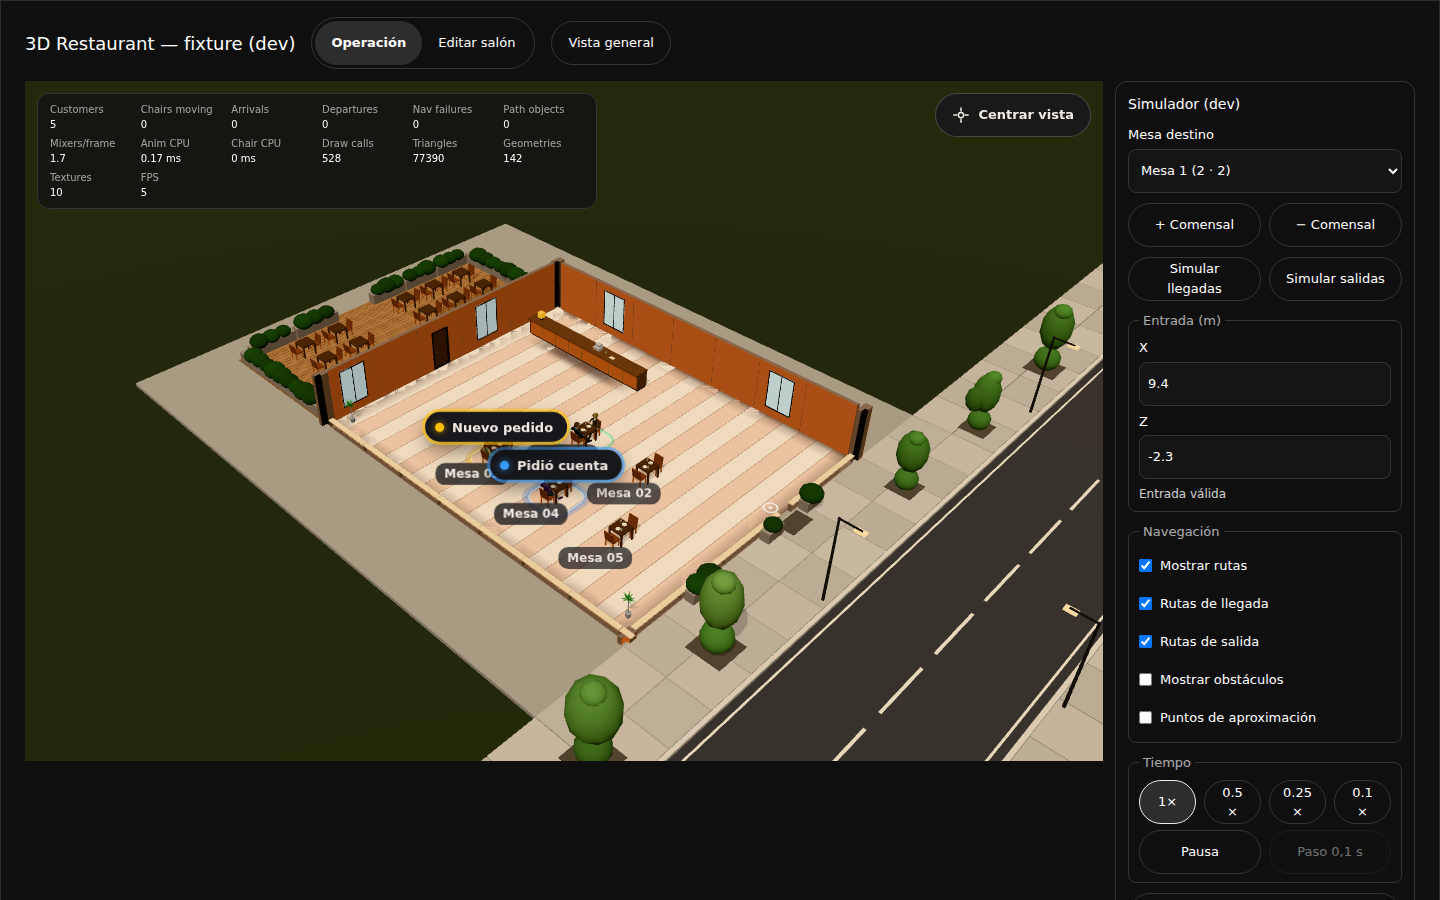 3D Restaurant — fixture (dev)
Operación
Editar salón
Vista general
Customers
5
Chairs moving
0
Arrivals
0
Departures
0
Nav failures
0
Path objects
0
Mixers/frame
1.7
Anim CPU
0.17 ms
Chair CPU
0 ms
Draw calls
528
Triangles
77390
Geometries
142
Textures
10
FPS
5
Centrar vista
Nuevo pedido
Pidió cuenta
Mesa 02
Mesa 04
Mesa 05
Simulador (dev)
Mesa destino
Mesa 1 (2 · 2)
+ Comensal
− Comensal
Simular
llegadas
Simular salidas
Entrada (m)
X
9.4
Z
-2.3
Entrada válida
Navegación
Mostrar rutas
Rutas de llegada
Rutas de salida
Mostrar obstáculos
Puntos de aproximación
Tiempo
1×
0.5
×
0.25
×
0.1
×
Pausa
Paso 0,1 s